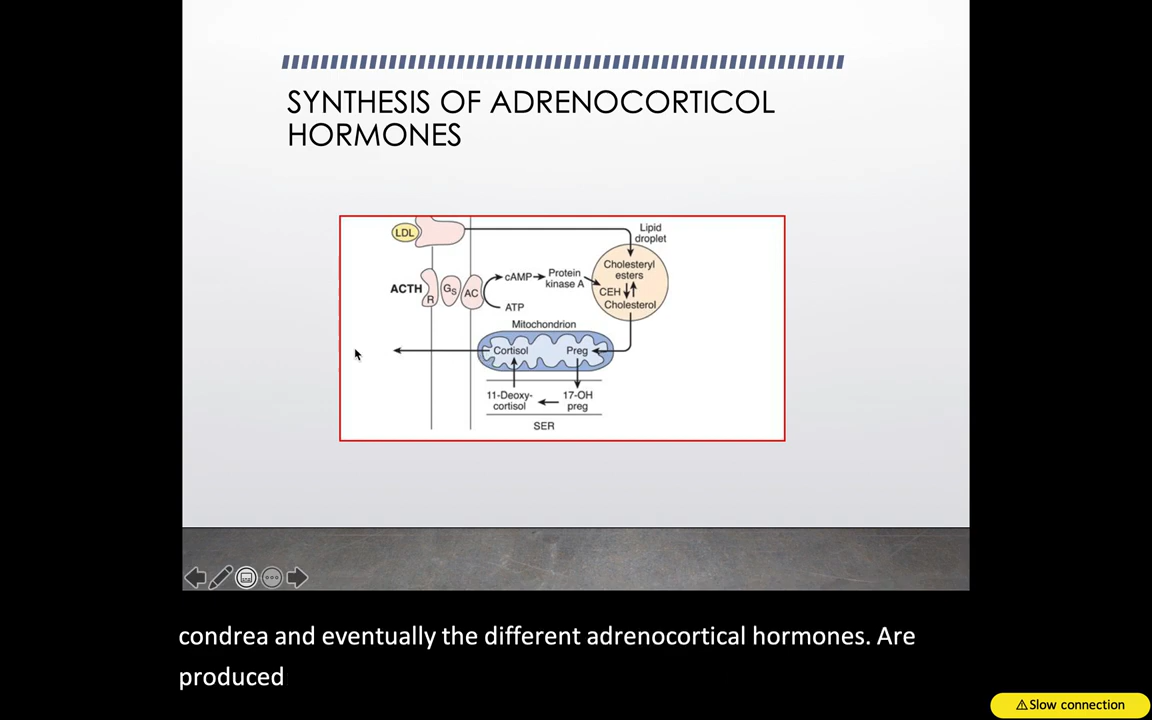 SYNTHESIS OF ADRENOCORTICOL
HORMONES
LDL
Lipid
droplet
Cholesteryl
esters
CEH
Cholesterol
ACTH
R
Gs
AC
cAMP
Protein
kinase A
ATP
Mitochondrion
Cortisol
Preg
11-Deoxy-
cortisol
17-OH
preg
SER
condrea and eventually the different adrenocortical hormones. Are
produced
⚠Slow connection